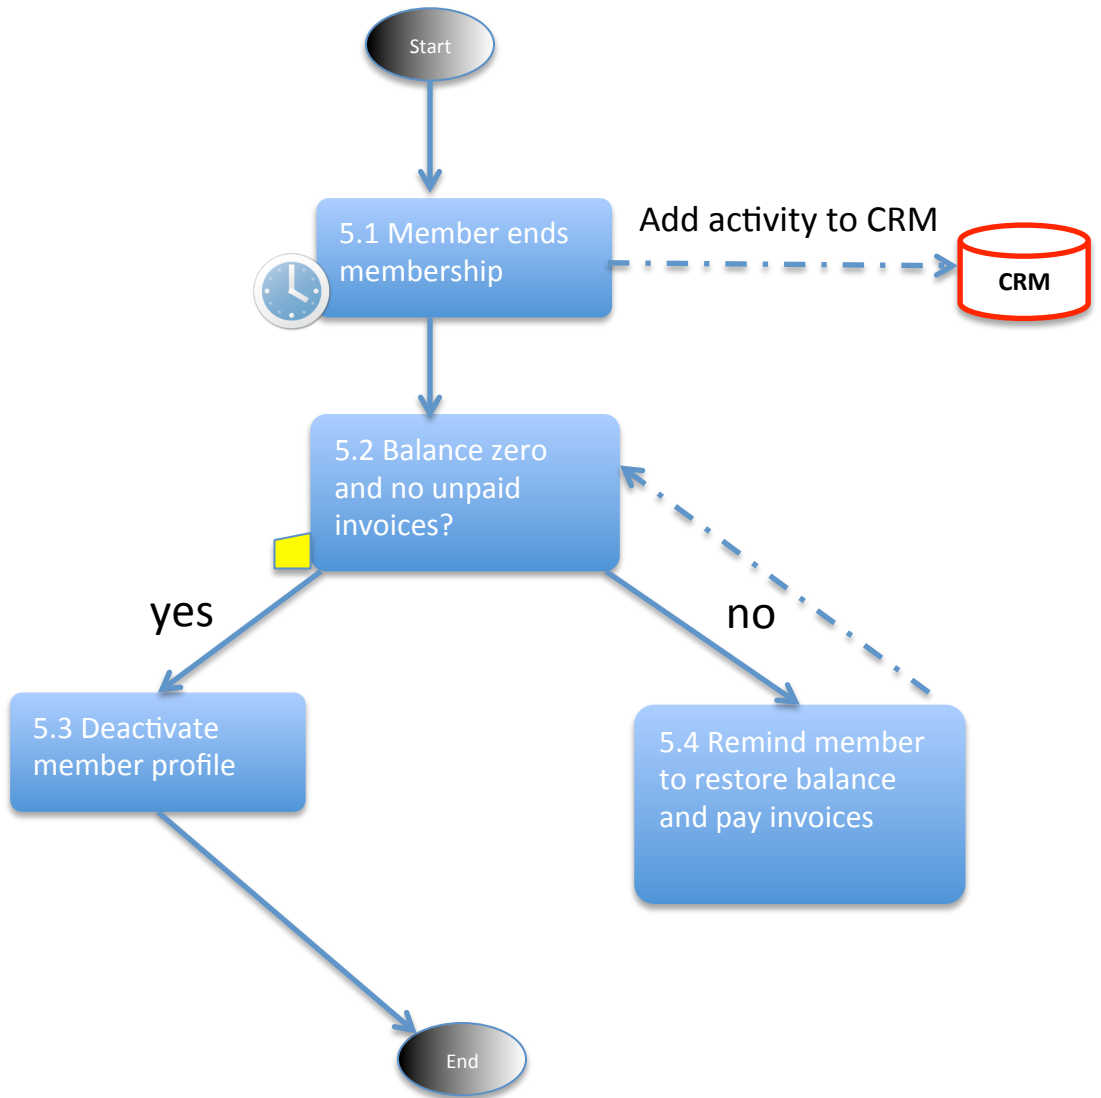 Start
5.1 Member ends
membership
Add activity to CRM
CRM
5.2 Balance zero
and no unpaid
invoices?
yes
no
5.3 Deactivate
member profile
5.4 Remind member
to restore balance
and pay invoices
End